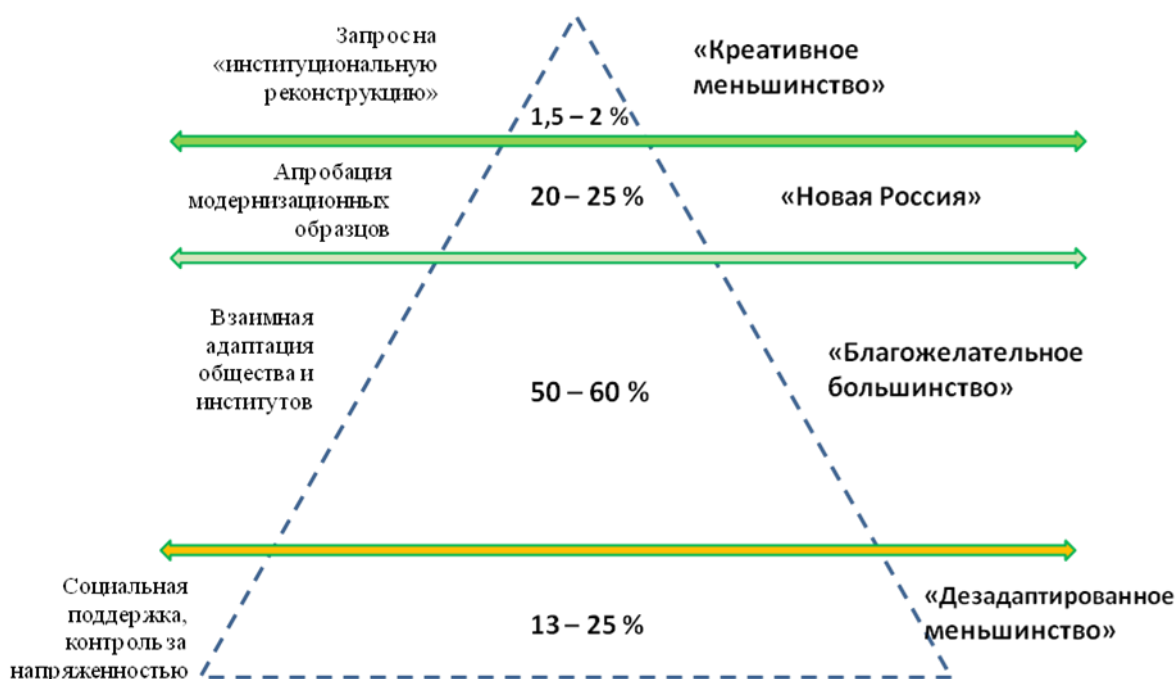 Запрос на
«институциональную
реконструкцию»
«Креативное
меньшинство»
1,5 – 2 %
Апробация
модернизационных
образцов
20 – 25 %
«Новая Россия»
Взаимная
адаптация
общества и
институтов
50 – 60 %
«Благожелательное
большинство»
Социальная
поддержка,
контроль за
напряженностью
13 – 25 %
«Дезадаптированное
меньшинство»